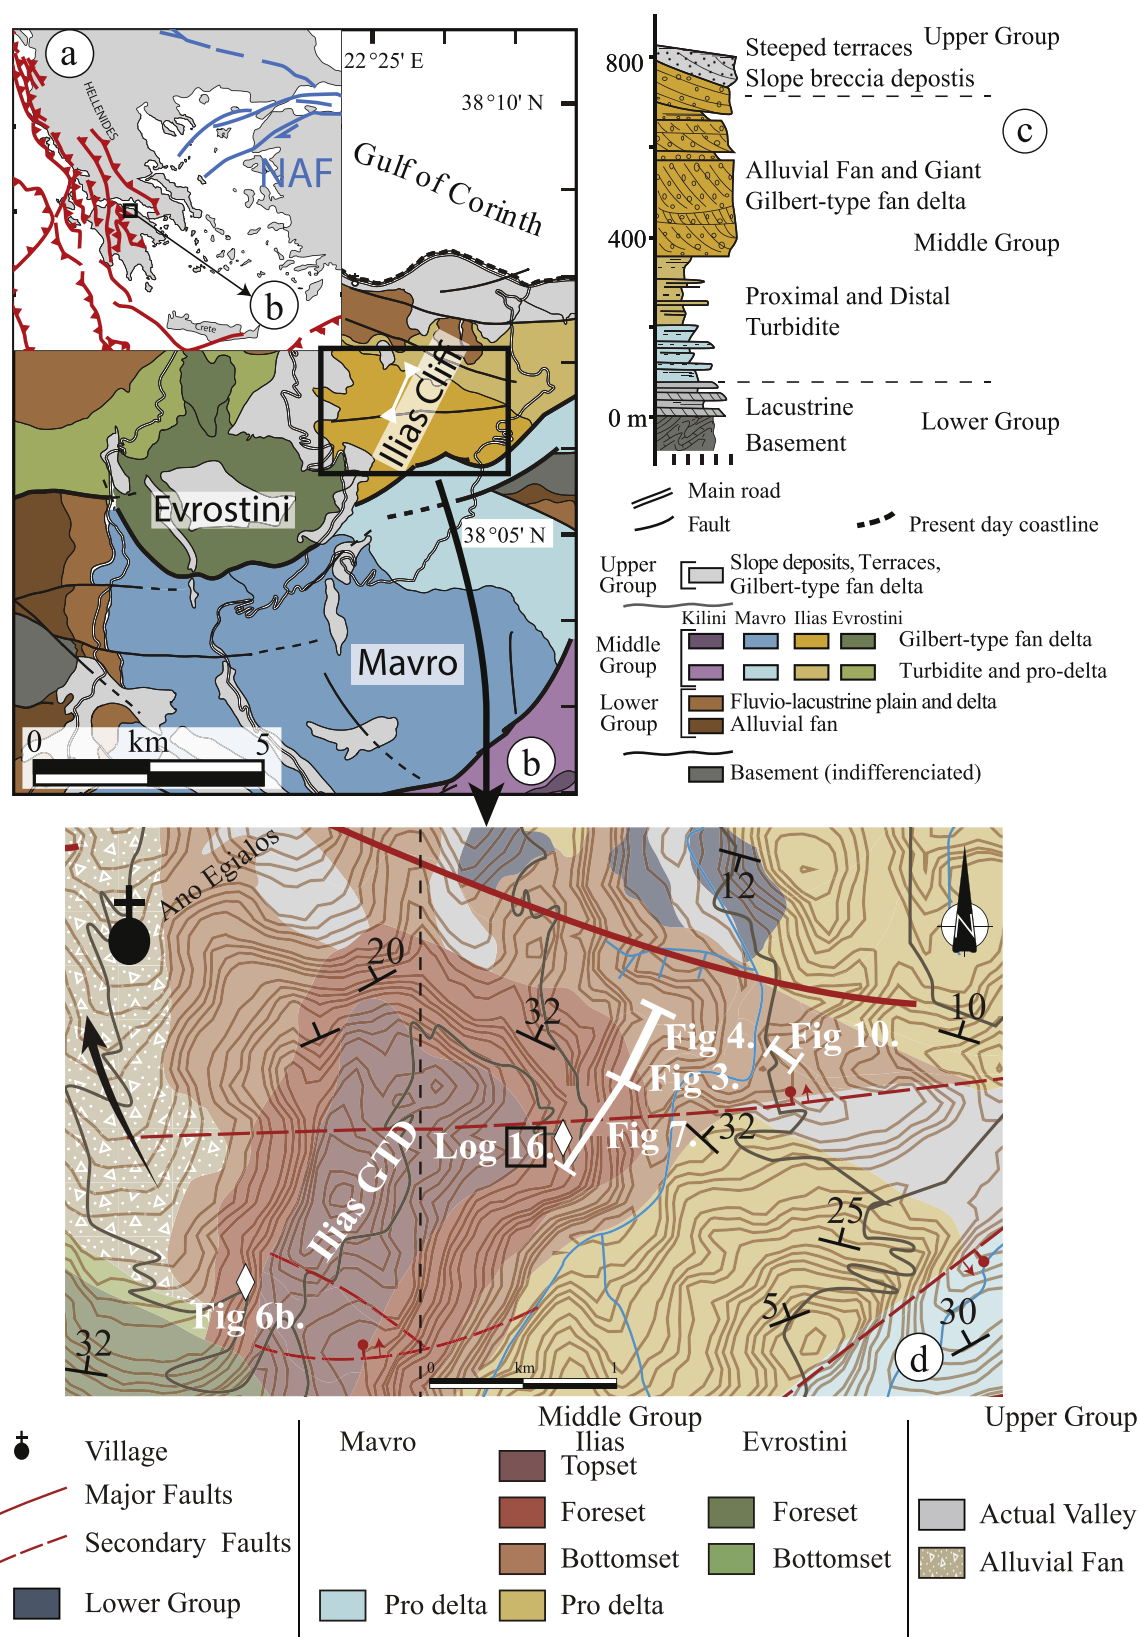 a
HELLENIDES
NAF
b
Crete
22°25' E
38°10' N
Gulf of Corinth
Ilias Cliff
Evrostini
38°05' N
Mavro
0 km 5
b
800
400
0 m
Steeped terraces Upper Group
Slope breccia depostis
c
Alluvial Fan and Giant
Gilbert-type fan delta
Middle Group
Proximal and Distal
Turbidite
Lacustrine
Lower Group
Basement
Main road
Fault
Present day coastline
Upper Group
Slope deposits, Terraces,
Gilbert-type fan delta
Kilini Mavro Ilias Evrostini
Middle Group
Gilbert-type fan delta
Turbidite and pro-delta
Lower Group
Fluvio-lacustrine plain and delta
Alluvial fan
Basement (indifferenciated)
Ano Egialos
12
N
20
32
10
Fig 4.
Fig 10.
Fig 3.
Fig 7.
32
Log 16.
Ilias GTD
25
Fig 6b.
5
30
32
0 km 1
d
Village
Major Faults
Secondary Faults
Lower Group
Middle Group
Mavro
Ilias
Evrostini
Topset
Foreset
Bottomset
Pro delta
Pro delta
Foreset
Bottomset
Upper Group
Actual Valley
Alluvial Fan